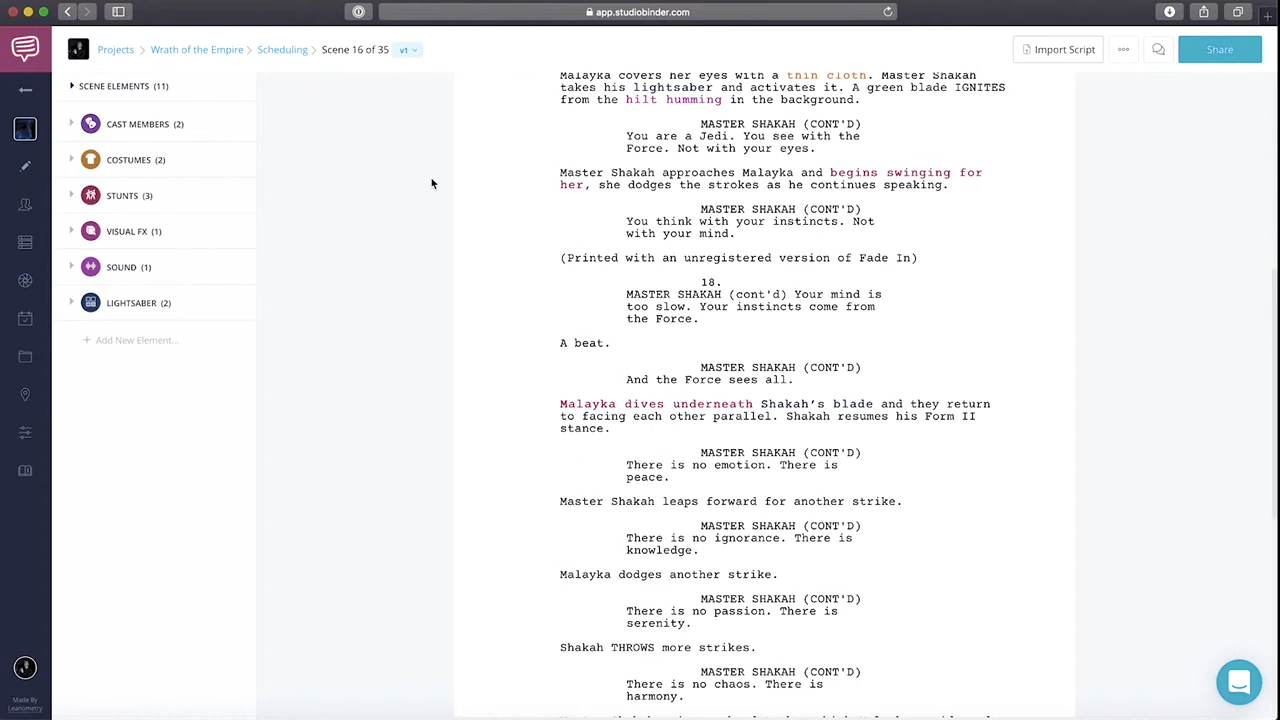 app.studiobinder.com
Projects
Wrath of the Empire
Scheduling
Scene 16 of 35
v1
Import Script
Share
SCENE ELEMENTS (11)
CAST MEMBERS (2)
COSTUMES (2)
STUNTS (3)
VISUAL FX (1)
SOUND (1)
LIGHTSABER (2)
Add New Element...
Made By
Leanometry
Malayka covers her eyes with a thin cloth. Master Shakah
takes his lightsaber and activates it. A green blade IGNITES
from the hilt humming in the background.
MASTER SHAKAH (CONT'D)
You are a Jedi. You see with the
Force. Not with your eyes.
Master Shakah approaches Malayka and begins swinging for
her, she dodges the strokes as he continues speaking.
MASTER SHAKAH (CONT'D)
You think with your instincts. Not
with your mind.
(Printed with an unregistered version of Fade In)
18.
MASTER SHAKAH (cont'd) Your mind is
too slow. Your instincts come from
the Force.
A beat.
MASTER SHAKAH (CONT'D)
And the Force sees all.
Malayka dives underneath Shakah’s blade and they return
to facing each other parallel. Shakah resumes his Form II
stance.
MASTER SHAKAH (CONT'D)
There is no emotion. There is
peace.
Master Shakah leaps forward for another strike.
MASTER SHAKAH (CONT'D)
There is no ignorance. There is
knowledge.
Malayka dodges another strike.
MASTER SHAKAH (CONT'D)
There is no passion. There is
serenity.
Shakah THROWS more strikes.
MASTER SHAKAH (CONT'D)
There is no chaos. There is
harmony.